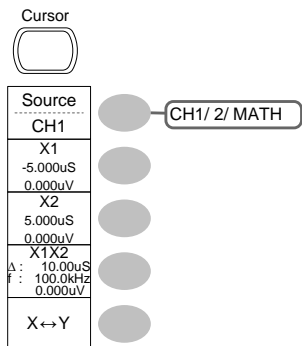 Cursor
Source
CH1
CH1/ 2/ MATH
X1
-5.000uS
0.000uV
X2
5.000uS
0.000uV
X1X2
Δ : 10.00uS
f : 100.0kHz
0.000uV
X↔Y